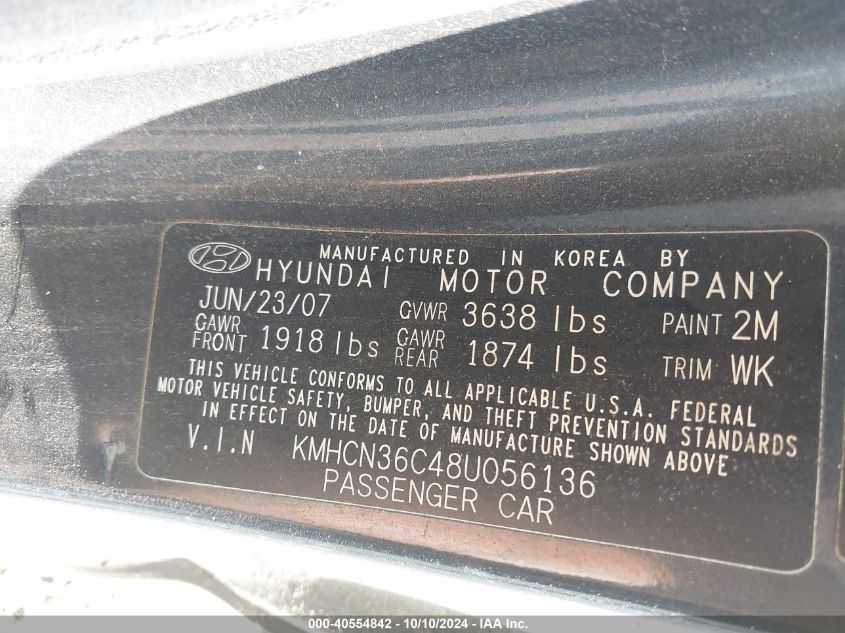 MANUFACTURED IN KOREA BY
HYUNDAI MOTOR COMPANY
JUN/23/07 GVWR 3638 lbs PAINT 2M
GAWR FRONT 1918 lbs GAWR REAR 1874 lbs TRIM WK
THIS VEHICLE CONFORMS TO ALL APPLICABLE U.S.A. FEDERAL
MOTOR VEHICLE SAFETY, BUMPER, AND THEFT PREVENTION STANDARDS
IN EFFECT ON THE DATE OF MANUFACTURE SHOWN ABOVE
V.I.N KMHCN36C48U056136
PASSENGER CAR
000-40554842 - 10/10/2024 - IAA Inc.